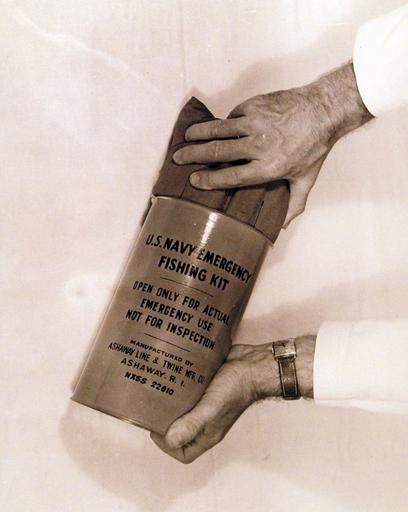 U.S. NAVY EMERGENCY
FISHING KIT
OPEN ONLY FOR ACTUAL
EMERGENCY USE
NOT FOR INSPECTION
MANUFACTURED BY
ASHAWAY LINE & TWINE MFG CO.
ASHAWAY, R. I.
NXSS 22610